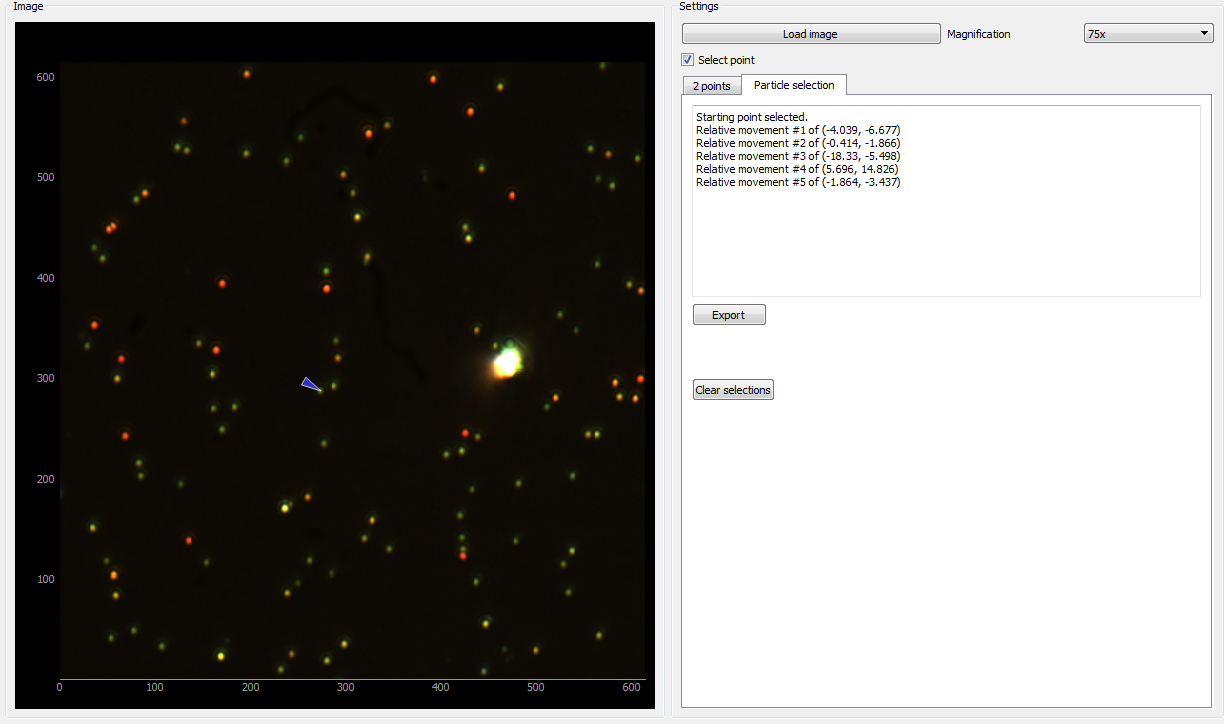 Image
Settings
Load image
Magnification
75x
Select point
2 points
Particle selection
Starting point selected.
Relative movement #1 of (-4.039, -6.677)
Relative movement #2 of (-0.414, -1.866)
Relative movement #3 of (-18.33, -5.498)
Relative movement #4 of (5.696, 14.826)
Relative movement #5 of (-1.864, -3.437)
Export
Clear selections
600
500
400
300
200
100
0 100 200 300 400 500 600